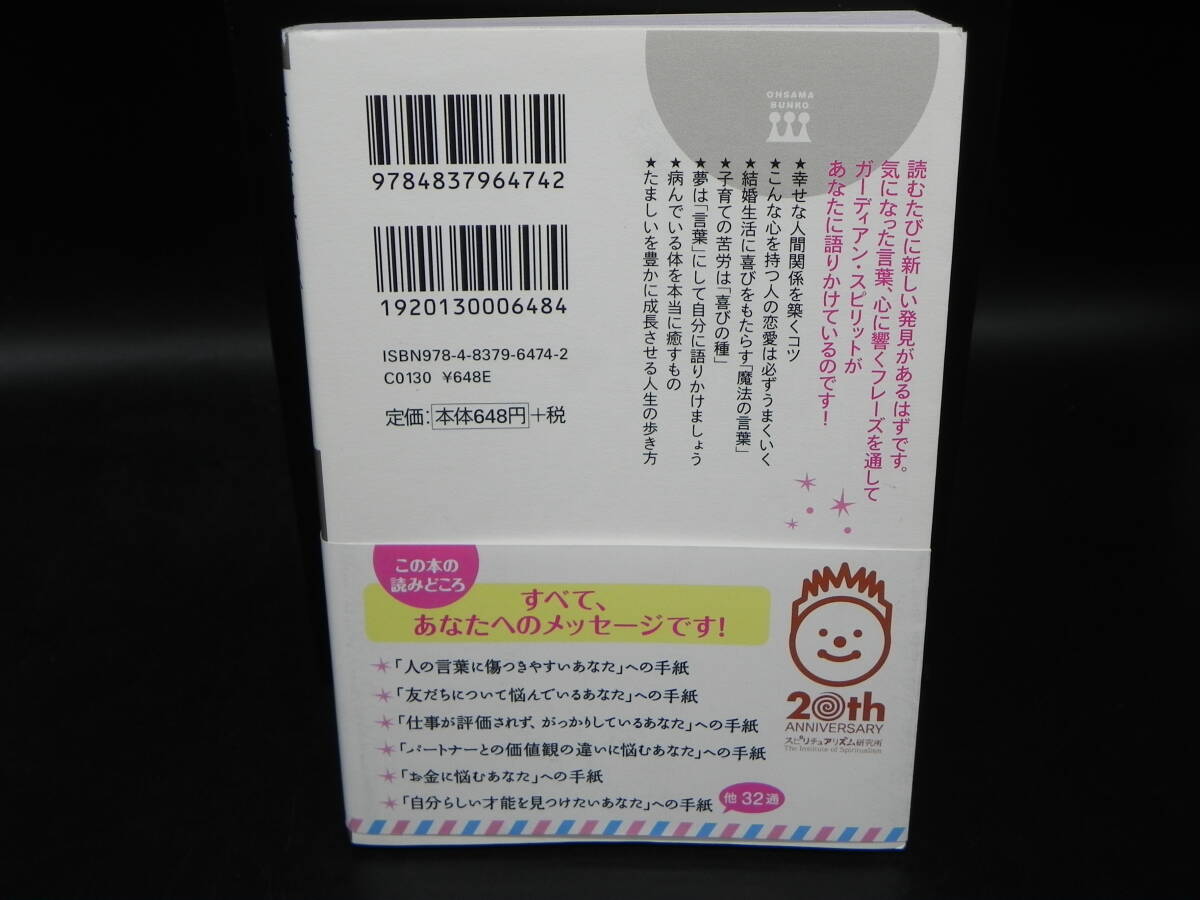 OHSAMA
BUNKO
読むたびに新しい発見があるはずです。
気になった言葉、心に響くフレーズを通して
ガーディアン・スピリットが
あなたに語りかけているのです！
★幸せな人間関係を築くコツ
★こんな心を持つ人の恋愛は必ずうまくいく
★結婚生活に喜びをもたらす「魔法の言葉」
★子育ての苦労は「喜びの種」
★夢は「言葉」にして自分に語りかけましょう
★病んでいる体を本当に癒すもの
★たましいを豊かに成長させる人生の歩き方
9784837964742
1920130006484
ISBN978-4-8379-6474-2
C0130 ¥648E
定価：本体648円＋税
この本の
読みどころ
すべて、
あなたへのメッセージです！
「人の言葉に傷つきやすいあなた」への手紙
「友だちについて悩んでいるあなた」への手紙
「仕事が評価されず、がっかりしているあなた」への手紙
「パートナーとの価値観の違いに悩むあなた」への手紙
「お金に悩むあなた」への手紙
「自分らしい才能を見つけたいあなた」への手紙
他32通
20th
ANNIVERSARY
スピリチュアリズム研究所
The Institute of Spiritualism